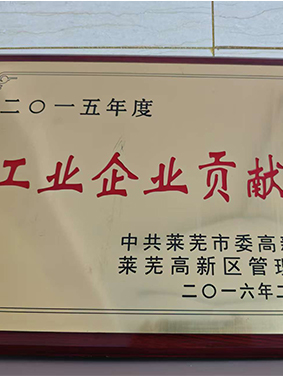 二〇一五年度
工业企业贡献
中共莱芜市委高新
莱芜高新区管理
二〇一六年二